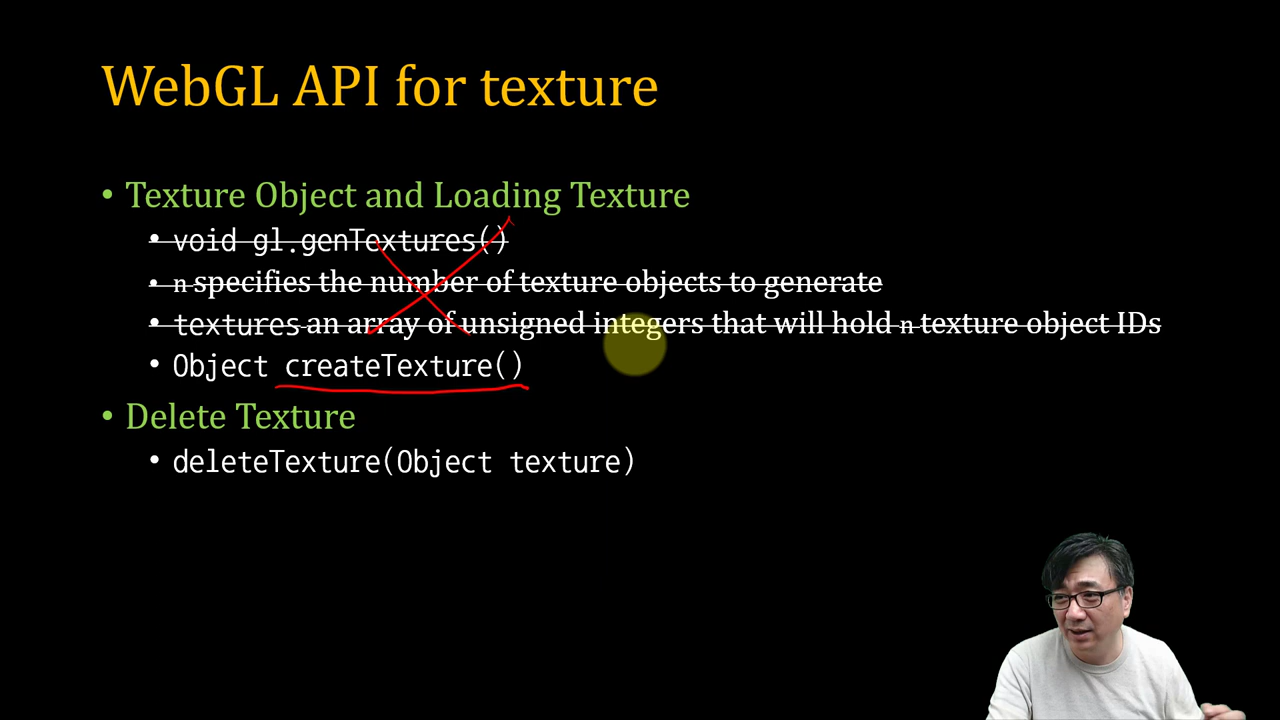 WebGL API for texture
• Texture Object and Loading Texture
• void gl.genTextures()
• n specifies the number of texture objects to generate
• textures an array of unsigned integers that will hold n texture object IDs
• Object createTexture()
• Delete Texture
• deleteTexture(Object texture)